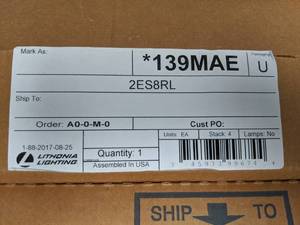 Mark As:
*139MAE
U
2ES8RL
Ship To:
Order: A0-0-M-0
Cust PO:
Units: EA
Stack: 4
Lamps: No
1-88-2017-08-25
LITHONIA
LIGHTING
Quantity: 1
Assembled In USA
SHIP TO